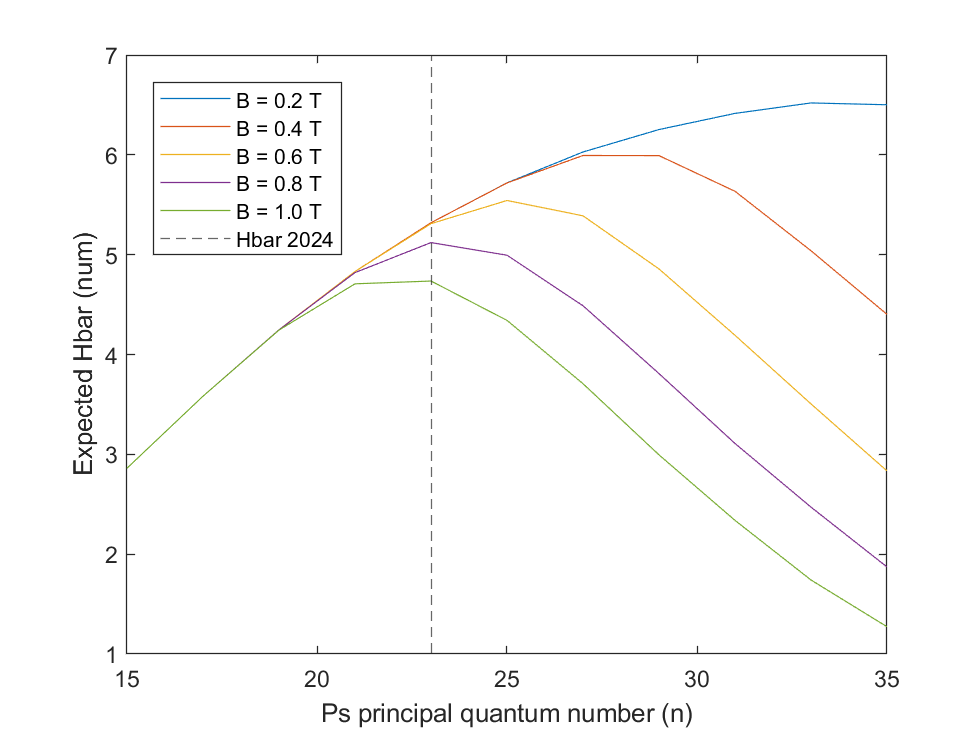 7
6
5
4
3
2
1
Expected Hbar (num)
B = 0.2 T
B = 0.4 T
B = 0.6 T
B = 0.8 T
B = 1.0 T
Hbar 2024
15 20 25 30 35
Ps principal quantum number (n)